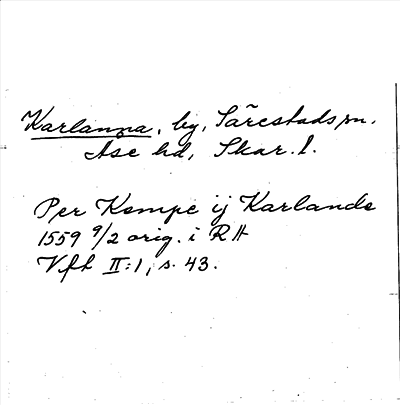 Karlanna, by, Särestads sn.
Åse hd, Skar. l.
Per Kempe ij Karlande
1559 9/2 orig. i RA
Vfh II:1, s. 43.